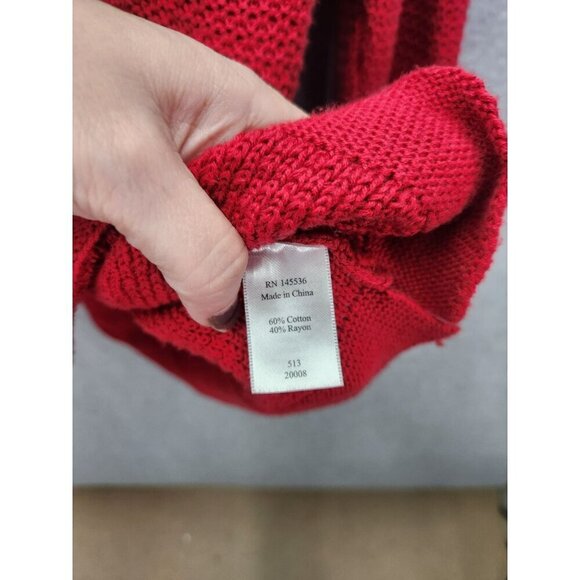 RN 145536
Made in China
60% Cotton
40% Rayon
513
20008